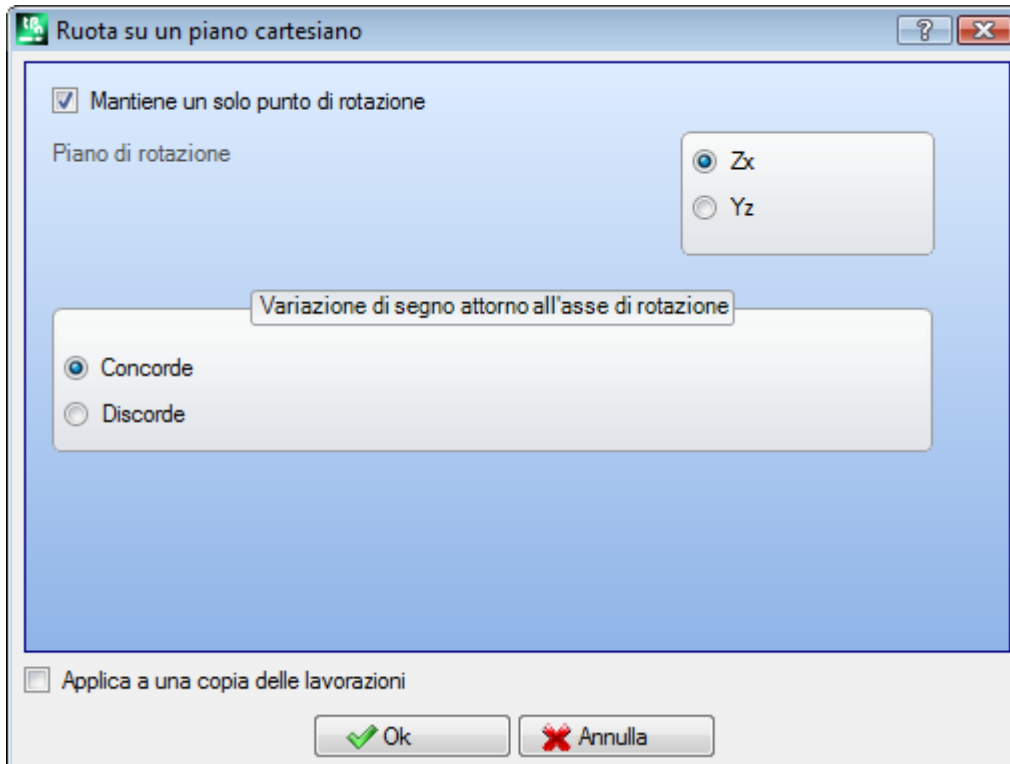 Ruota su un piano cartesiano
Mantiene un solo punto di rotazione
Piano di rotazione
Zx
Yz
Variazione di segno attorno all'asse di rotazione
Concorde
Discorde
Applica a una copia delle lavorazioni
Ok
Annulla